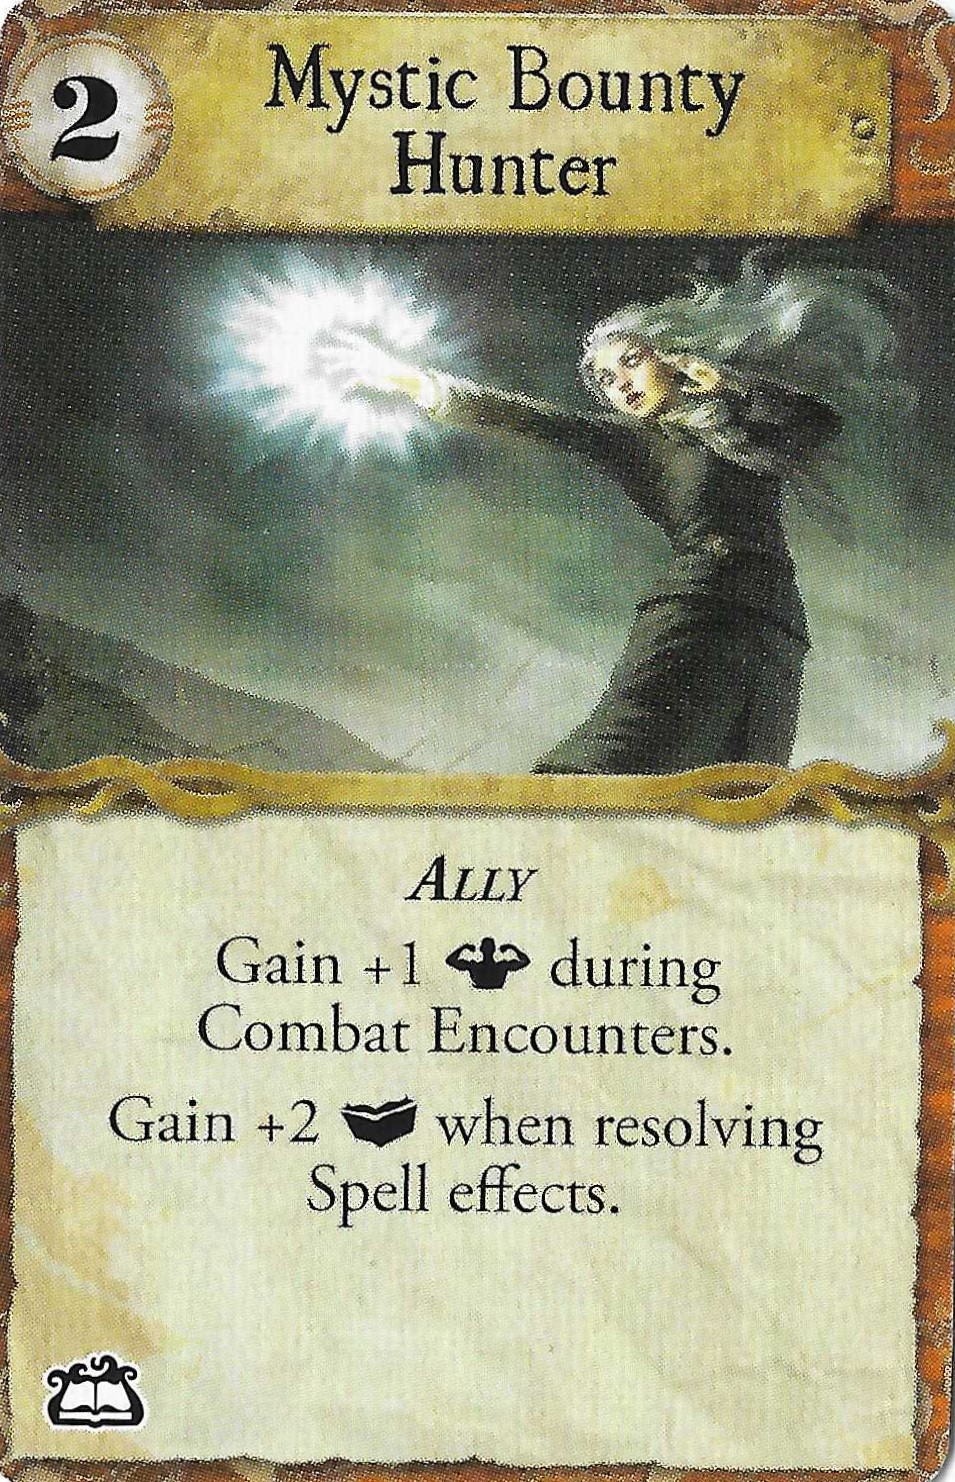 2
Mystic Bounty
Hunter
ALLY
Gain +1 during
Combat Encounters.
Gain +2 when resolving
Spell effects.